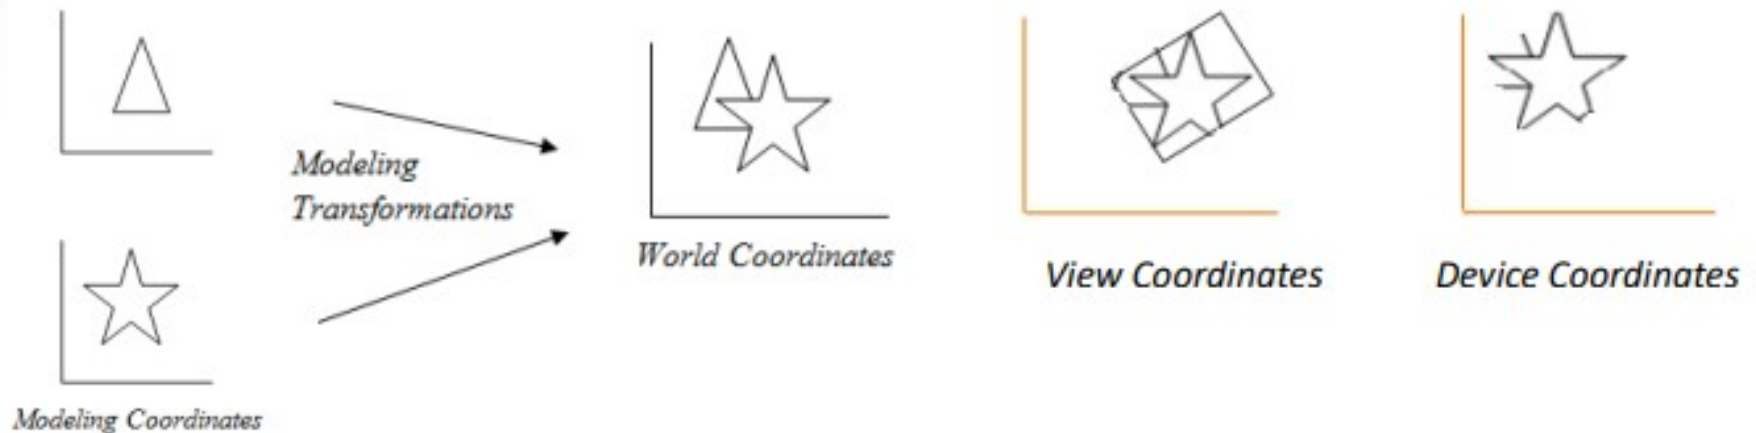 Modeling
Transformations
World Coordinates
View Coordinates
Device Coordinates
Modeling Coordinates